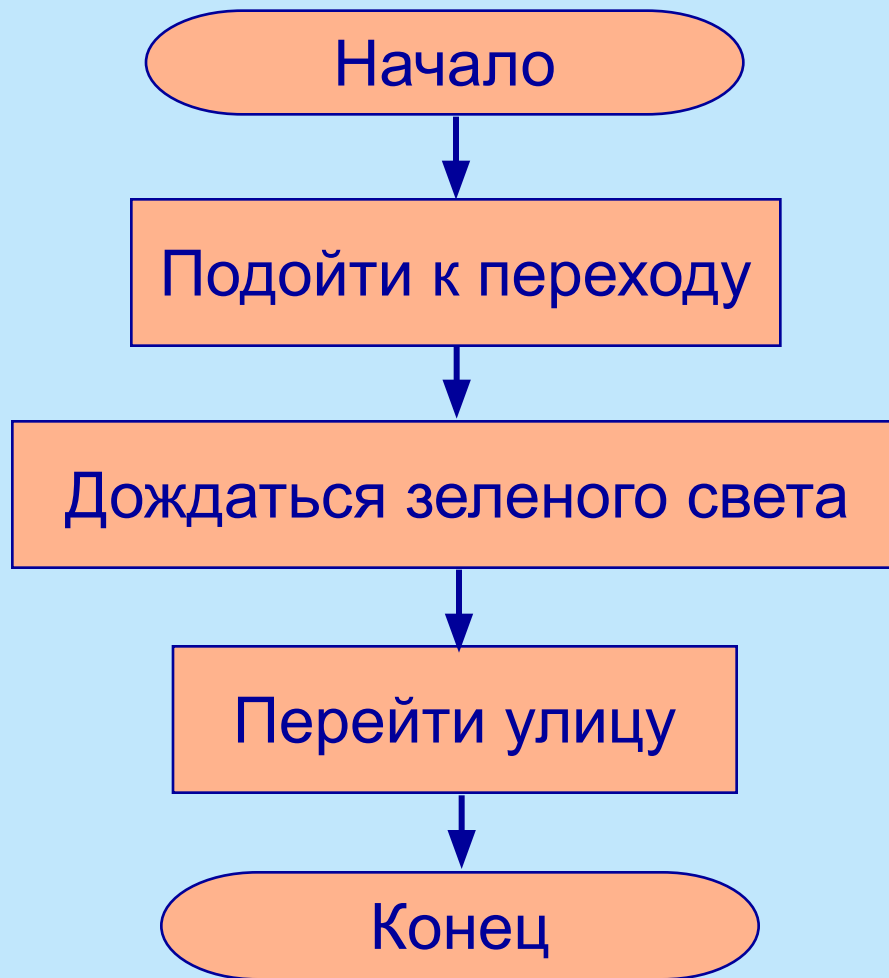 Начало
Подойти к переходу
Дождаться зеленого света
Перейти улицу
Конец